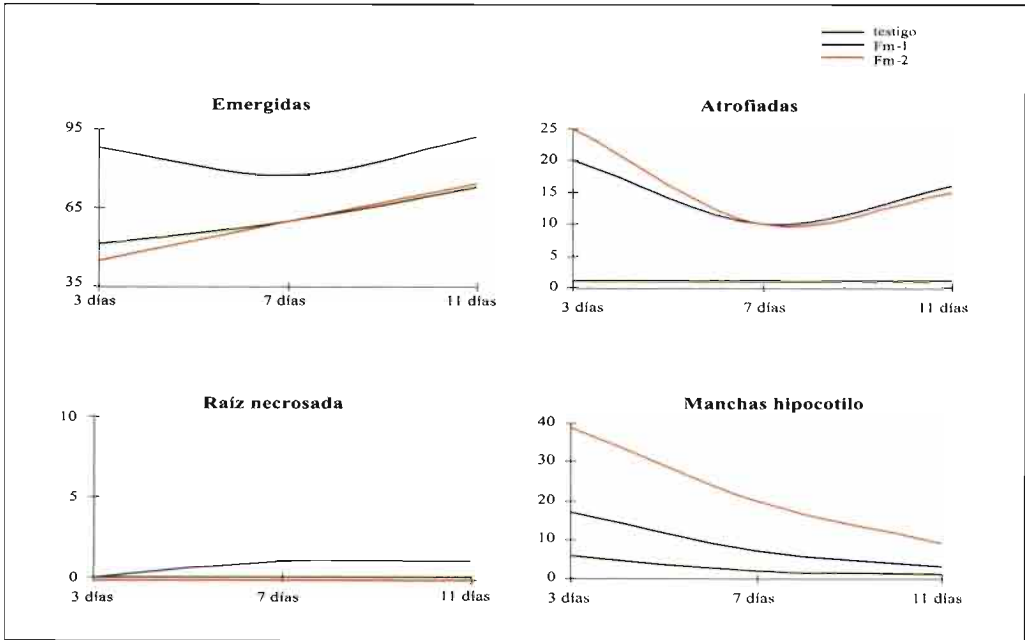 testigo
Fm-1
Fm-2
Emergidas
95
65
35
3 días 7 días 11 días
Atrofiadas
25
20
15
10
5
0
3 días 7 días 11 días
Raíz necrosada
10
5
0
3 días 7 días 11 días
Manchas hipocotilo
40
30
20
10
0
3 días 7 días 11 días